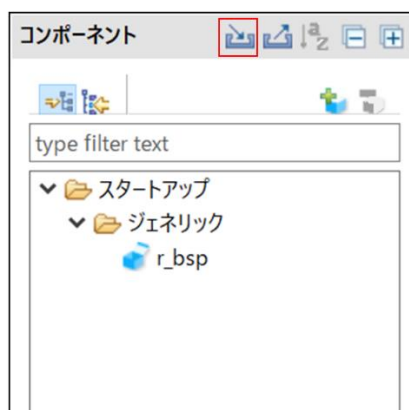 コンポーネント
type filter text
スタートアップ
ジェネリック
r_bsp